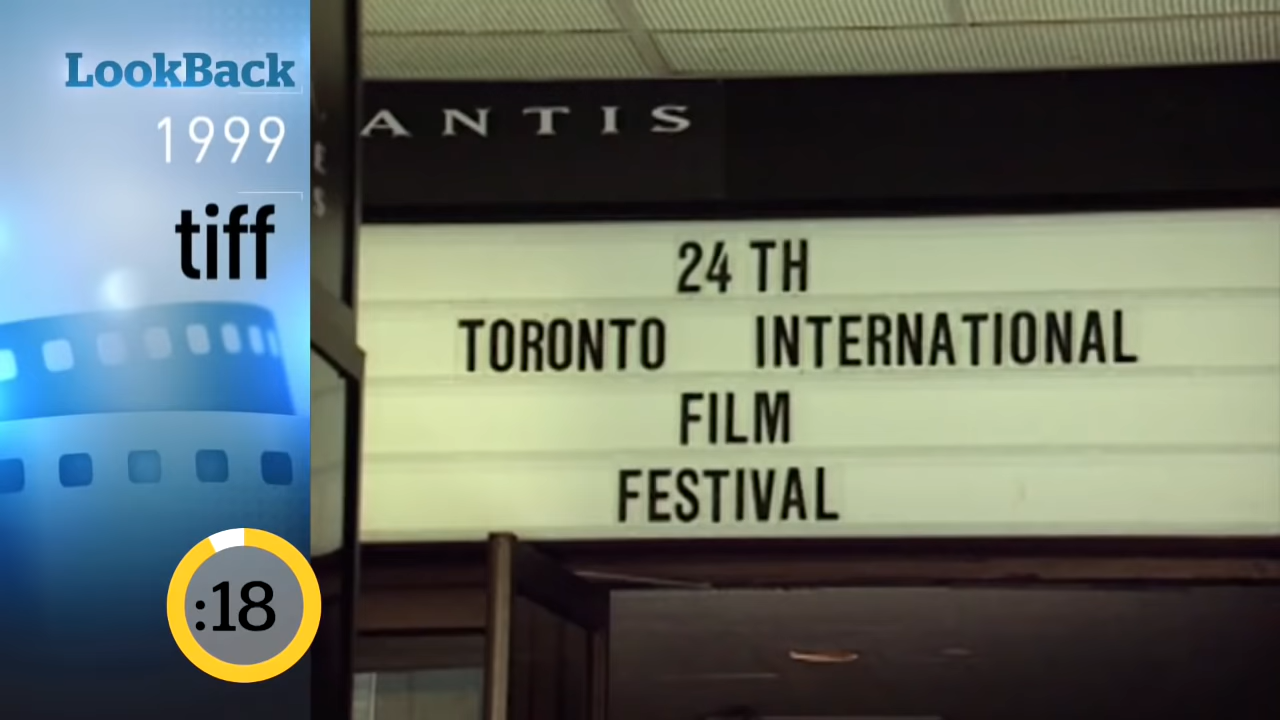 LookBack
1999
tiff
:18
ANTIS
24 TH
TORONTO INTERNATIONAL
FILM
FESTIVAL